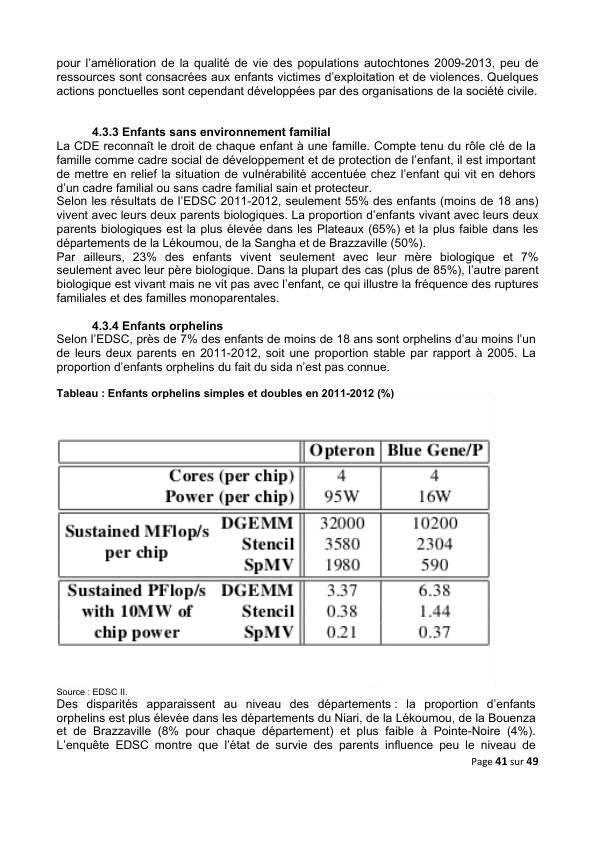 pour l’amélioration de la qualité de vie des populations autochtones 2009-2013, peu de
ressources sont consacrées aux enfants victimes d’exploitation et de violences. Quelques
actions ponctuelles sont cependant développées par des organisations de la société civile.
4.3.3 Enfants sans environnement familial
La CDE reconnaît le droit de chaque enfant à une famille. Compte tenu du rôle clé de la
famille comme cadre social de développement et de protection de l’enfant, il est important
de mettre en relief la situation de vulnérabilité accentuée chez l’enfant qui vit en dehors
d’un cadre familial ou sans cadre familial sain et protecteur.
Selon les résultats de l’EDSC 2011-2012, seulement 55% des enfants (moins de 18 ans)
vivent avec leurs deux parents biologiques. La proportion d’enfants vivant avec leurs deux
parents biologiques est la plus élevée dans les Plateaux (65%) et la plus faible dans les
départements de la Lékoumou, de la Sangha et de Brazzaville (50%).
Par ailleurs, 23% des enfants vivent seulement avec leur mère biologique et 7%
seulement avec leur père biologique. Dans la plupart des cas (plus de 85%), l’autre parent
biologique est vivant mais ne vit pas avec l’enfant, ce qui illustre la fréquence des ruptures
familiales et des familles monoparentales.
4.3.4 Enfants orphelins
Selon l’EDSC, près de 7% des enfants de moins de 18 ans sont orphelins d’au moins l’un
de leurs deux parents en 2011-2012, soit une proportion stable par rapport à 2005. La
proportion d’enfants orphelins du fait du sida n’est pas connue.
Tableau : Enfants orphelins simples et doubles en 2011-2012 (%)
Opteron Blue Gene/P
Cores (per chip) 4 4
Power (per chip) 95W 16W
Sustained MFlop/s per chip DGEMM 32000 10200
Stencil 3580 2304
SpMV 1980 590
Sustained PFlop/s DGEMM 3.37 6.38
with 10MW of Stencil 0.38 1.44
chip power SpMV 0.21 0.37
Source : EDSC II.
Des disparités apparaissent au niveau des départements : la proportion d’enfants
orphelins est plus élevée dans les départements du Niari, de la Lékoumou, de la Bouenza
et de Brazzaville (8% pour chaque département) et plus faible à Pointe-Noire (4%).
L’enquête EDSC montre que l’état de survie des parents influence peu le niveau de
Page 41 sur 49